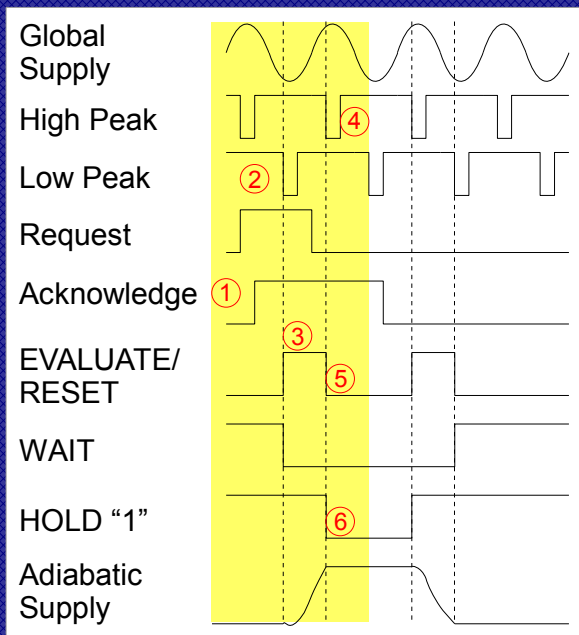 Global
Supply
High Peak
④
Low Peak
②
Request
Acknowledge ①
③
EVALUATE/
RESET
⑤
WAIT
HOLD “1”
⑥
Adiabatic
Supply